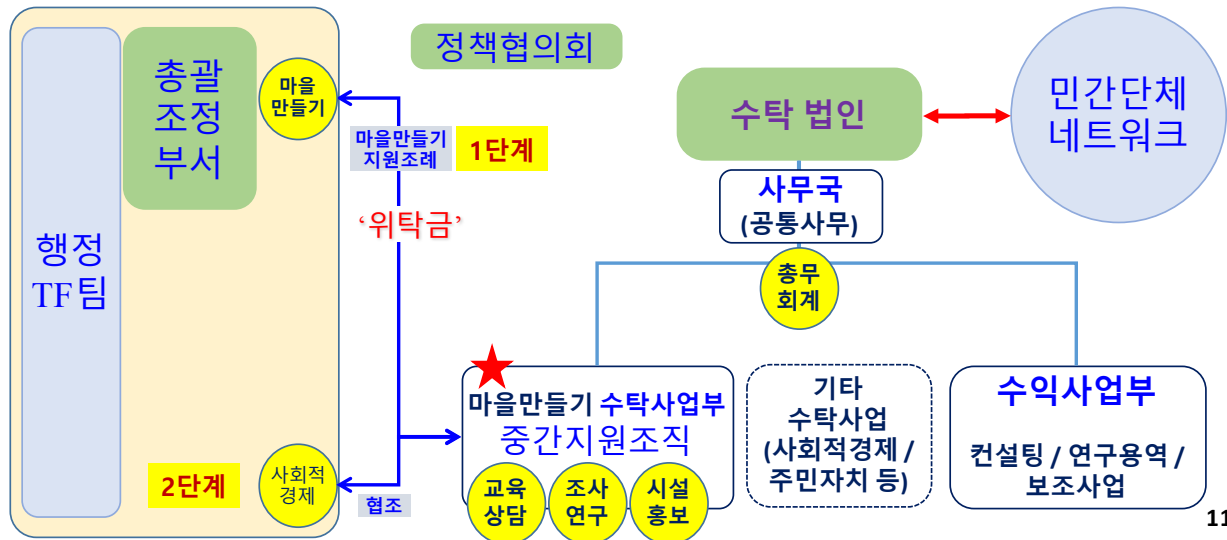 정책협의회
총괄
조정
부서
마을
만들기
행정
TF팀
마을만들기
지원조례
1단계
‘위탁금’
2단계
사회적
경제
협조
수탁 법인
민간단체
네트워크
사무국
(공통사무)
총무
회계
마을만들기 수탁사업부
중간지원조직
교육
상담
조사
연구
시설
홍보
기타
수탁사업
(사회적경제 /
주민자치 등)
수익사업부
컨설팅 / 연구용역 /
보조사업
11